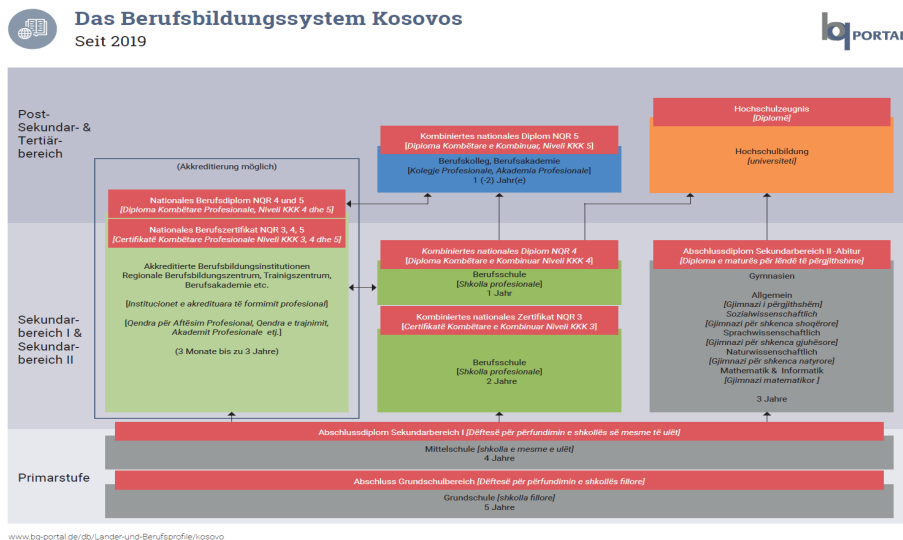 Das Berufsbildungssystem Kosovos
Seit 2019
bq PORTAL
Post-
Sekundar- &
Tertiär-
bereich
(Akkreditierung möglich)
Nationales Berufsdiplom NQR 4 und 5
[Diploma Kombëtare Profesionale, Niveli KKK 4 dhe 5]
Nationales Berufszertifikat NQR 3, 4, 5
[Certifikatë Kombëtare Profesionale Niveli KKK 3, 4 dhe 5]
Akkreditierte Berufsbildungsinstitutionen
Regionale Berufsbildungszentrum, Trainigszentrum,
Berufsakademie etc.
[Institucionet e akredituara të formimit profesional]
[Qendra për Aftësim Profesional, Qendra e trajnimit,
Akademit Profesionale etj.]
(3 Monate bis zu 3 Jahre)
Kombiniertes nationales Diplom NQR 5
[Diploma Kombëtare e Kombinuar, Niveli KKK 5]
Berufskolleg, Berufsakademie
[Kolegje Profesionale, Akademia Profesionale]
1 (-2) Jahr(e)
Hochschulzeugnis
[Diplomë]
Hochschulbildung
[universiteti]
Sekundar-
bereich I &
Sekundar-
bereich II
Kombiniertes nationales Diplom NQR 4
[Diploma Kombëtare e Kombinuar Niveli KKK 4]
Berufsschule
[Shkolla profesionale]
1 Jahr
Kombiniertes nationales Zertifikat NQR 3
[Certifikatë Kombëtare e Kombinuar Niveli KKK 3]
Berufsschule
[Shkolla profesionale]
2 Jahre
Abschlussdiplom Sekundarbereich II -Abitur
[Diploma e maturës për lëndë të përgjithshme]
Gymnasien
Allgemein
[Gjimnazi i përgjithshëm]
Sozialwissenschaftlich
[Gjimnazi për shkenca shoqërore]
Sprachwissenschaftlich
[Gjimnazi për shkenca gjuhësore]
Naturwissenschaftlich
[Gjimnazi për shkenca natyrore]
Mathematik & Informatik
[Gjimnazi matematikor ]
3 Jahre
Primarstufe
Abschlussdiplom Sekundarbereich I [Dëftesë për përfundimin e shkollës së mesme të ulët]
Mittelschule [shkolla e mesme e ulët]
4 Jahre
Abschluss Grundschulbereich [Dëftesë për përfundimin e shkollës fillore]
Grundschule [shkolla fillore]
5 Jahre
www.bq-portal.de/db/Lander-und-Berufsprofile/kosovo